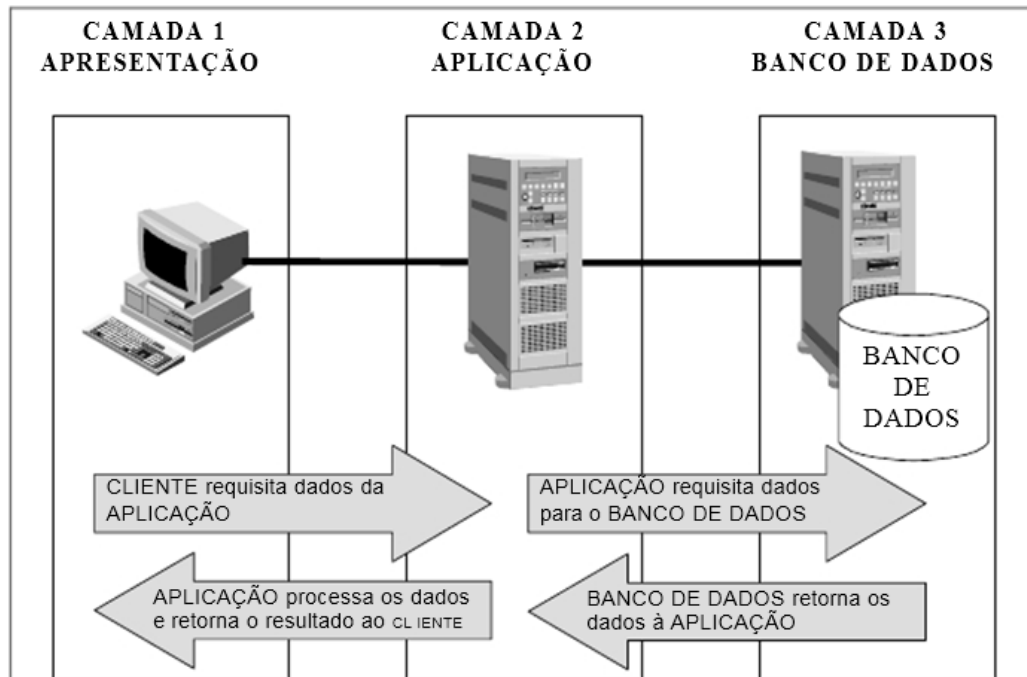 CAMADA 1
APRESENTAÇÃO
CAMADA 2
APLICAÇÃO
CAMADA 3
BANCO DE DADOS
BANCO
DE
DADOS
CLIENTE requisita dados da
APLICAÇÃO
APLICAÇÃO requisita dados
para o BANCO DE DADOS
APLICAÇÃO processa os dados
e retorna o resultado ao CLIENTE
BANCO DE DADOS retorna os
dados à APLICAÇÃO